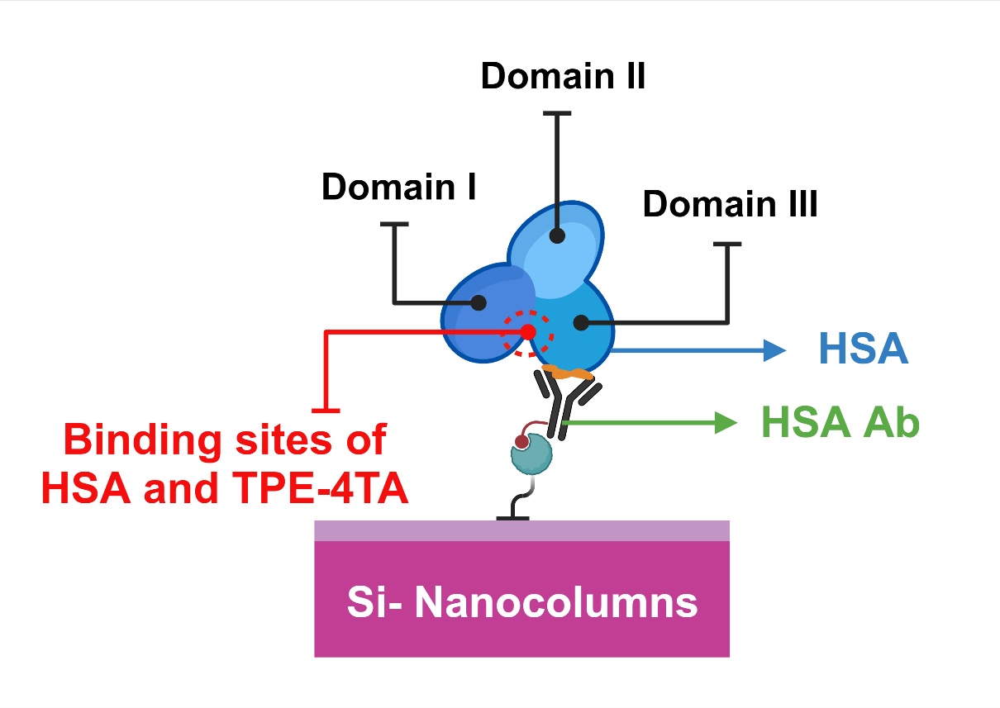 Domain II
Domain I
Domain III
HSA
HSA Ab
Binding sites of
HSA and TPE-4TA
Si- Nanocolumns